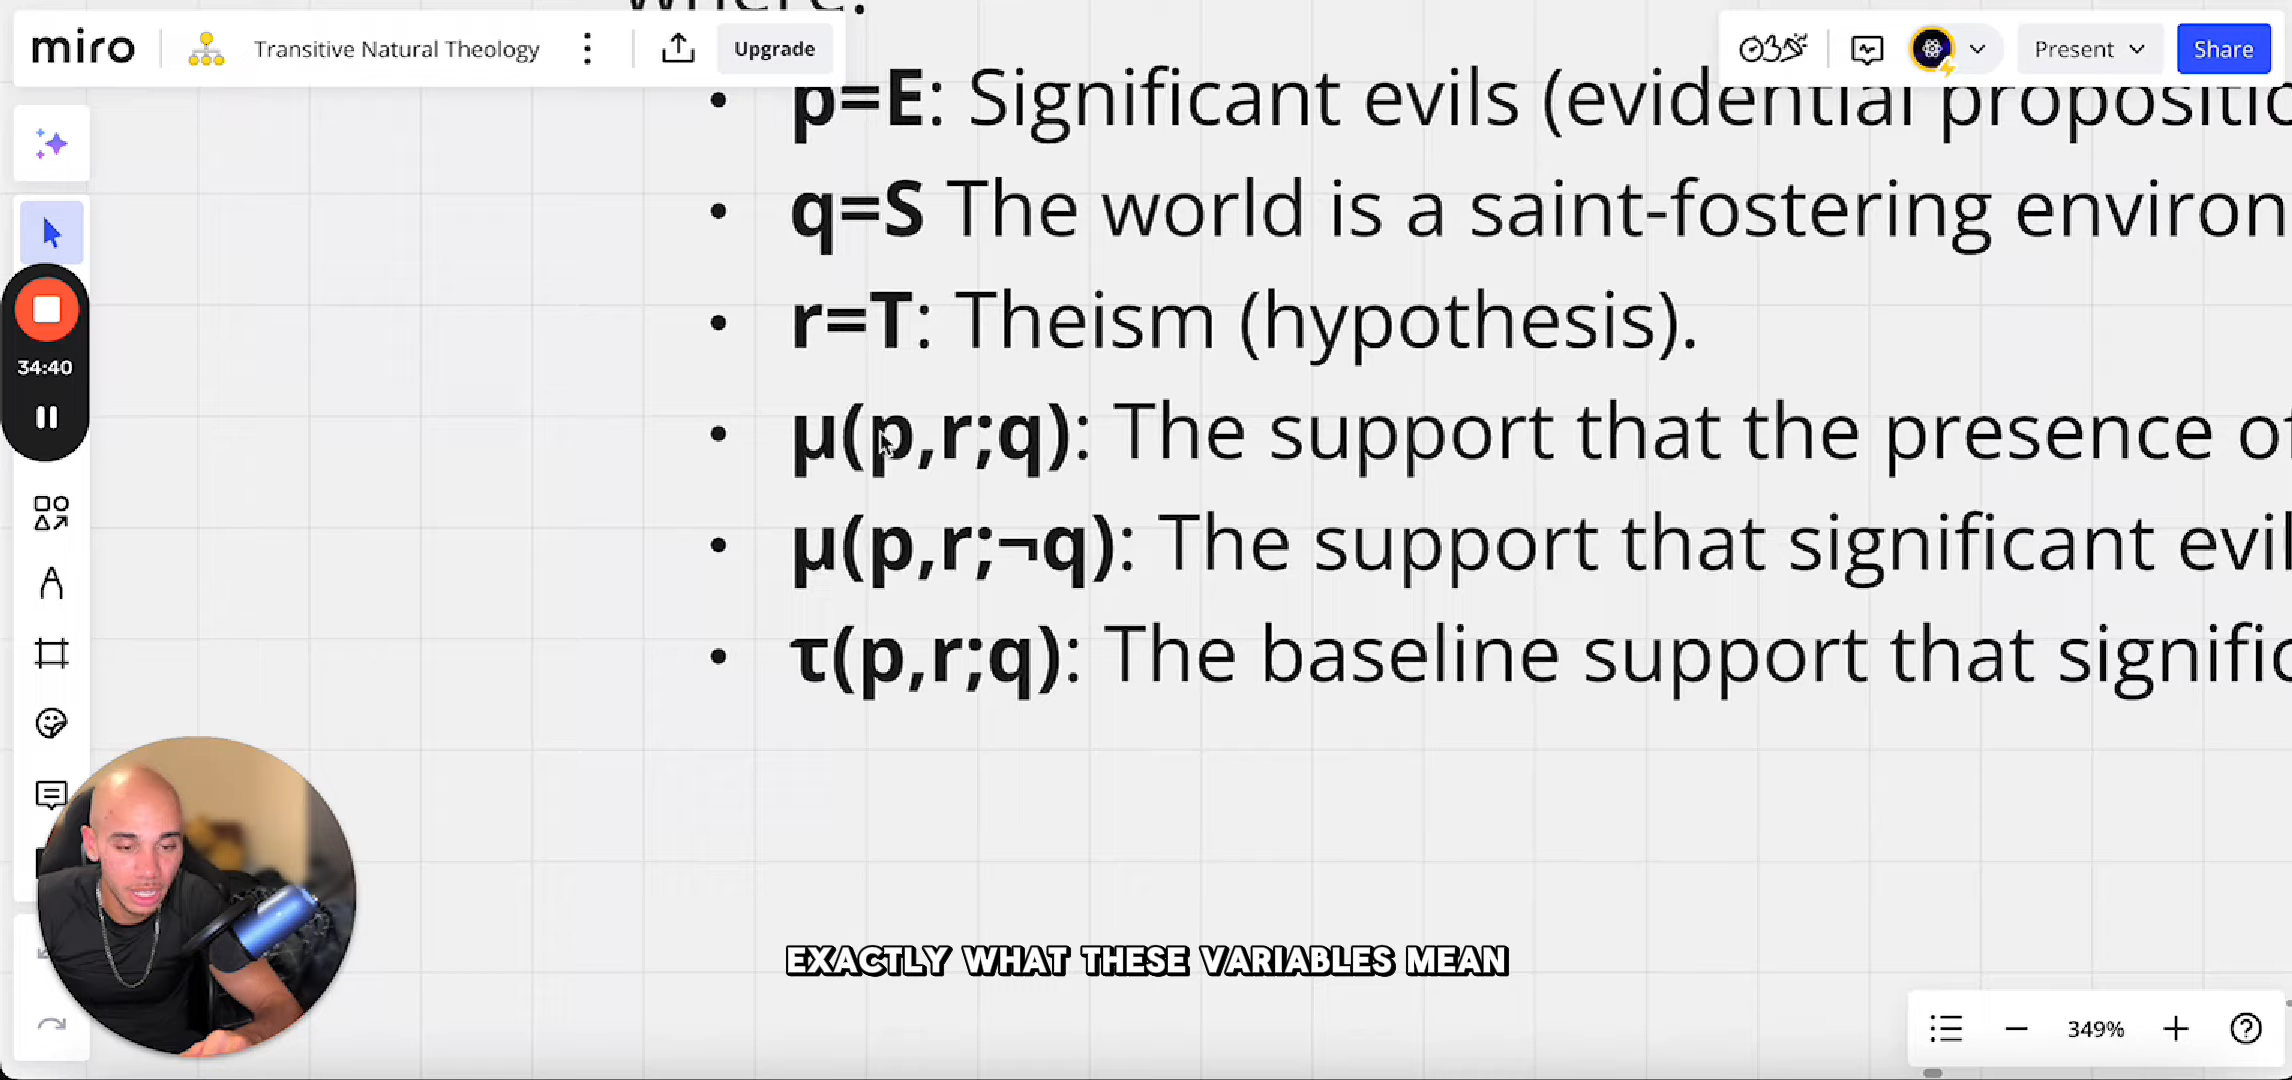 where:
miro
Transitive Natural Theology
Upgrade
Present
Share
• p=E: Significant evils (evidential propositio
• q=S The world is a saint-fostering environ
• r=T: Theism (hypothesis).
34:40
• μ(p,r;q): The support that the presence of
• μ(p,r;¬q): The support that significant evil
• τ(p,r;q): The baseline support that signific
EXACTLY WHAT THESE VARIABLES MEAN
349%